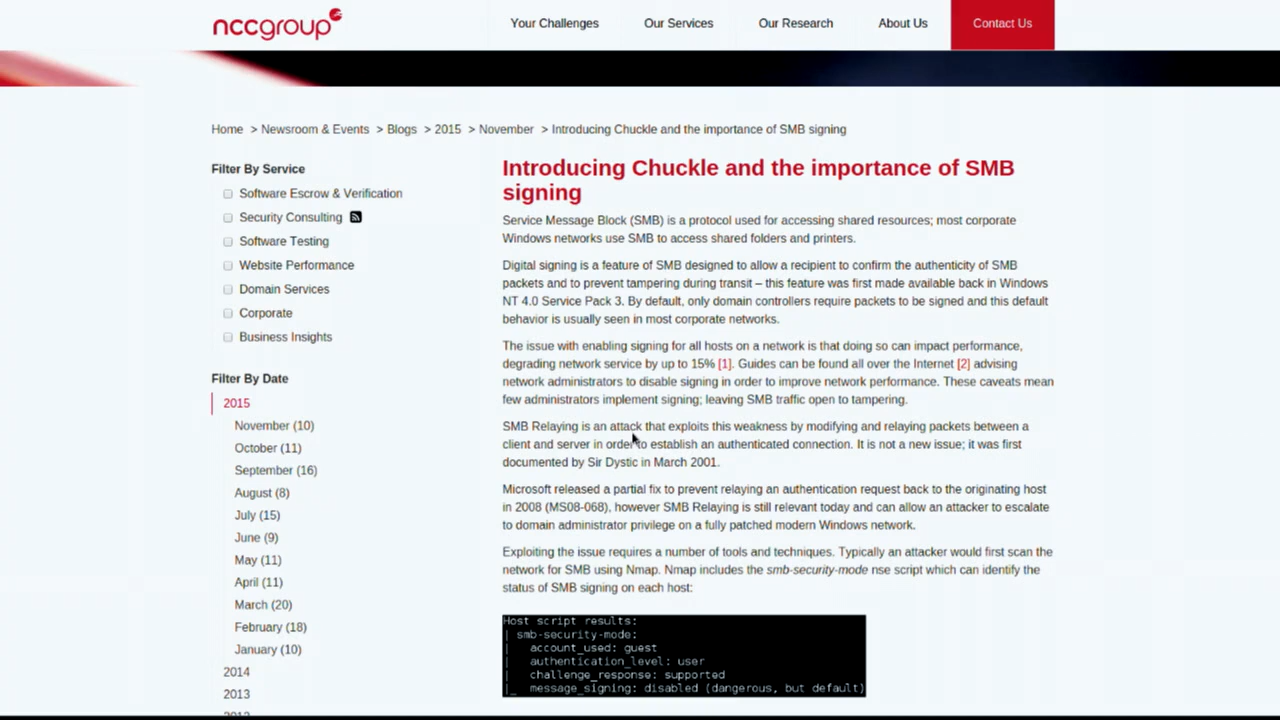 nccgroup
Your Challenges
Our Services
Our Research
About Us
Contact Us
Home > Newsroom & Events > Blogs > 2015 > November > Introducing Chuckle and the importance of SMB signing
Filter By Service
Software Escrow & Verification
Security Consulting
Software Testing
Website Performance
Domain Services
Corporate
Business Insights
Filter By Date
2015
November (10)
October (11)
September (16)
August (8)
July (15)
June (9)
May (11)
April (11)
March (20)
February (18)
January (10)
2014
2013
Introducing Chuckle and the importance of SMB
signing
Service Message Block (SMB) is a protocol used for accessing shared resources; most corporate
Windows networks use SMB to access shared folders and printers.
Digital signing is a feature of SMB designed to allow a recipient to confirm the authenticity of SMB
packets and to prevent tampering during transit – this feature was first made available back in Windows
NT 4.0 Service Pack 3. By default, only domain controllers require packets to be signed and this default
behavior is usually seen in most corporate networks.
The issue with enabling signing for all hosts on a network is that doing so can impact performance,
degrading network service by up to 15% [1]. Guides can be found all over the Internet [2] advising
network administrators to disable signing in order to improve network performance. These caveats mean
few administrators implement signing; leaving SMB traffic open to tampering.
SMB Relaying is an attack that exploits this weakness by modifying and relaying packets between a
client and server in order to establish an authenticated connection. It is not a new issue; it was first
documented by Sir Dystic in March 2001.
Microsoft released a partial fix to prevent relaying an authentication request back to the originating host
in 2008 (MS08-068), however SMB Relaying is still relevant today and can allow an attacker to escalate
to domain administrator privilege on a fully patched modern Windows network.
Exploiting the issue requires a number of tools and techniques. Typically an attacker would first scan the
network for SMB using Nmap. Nmap includes the smb-security-mode nse script which can identify the
status of SMB signing on each host:
Host script results:
| smb-security-mode:
|   account_used: guest
|   authentication_level: user
|   challenge_response: supported
|_  message_signing: disabled (dangerous, but default)